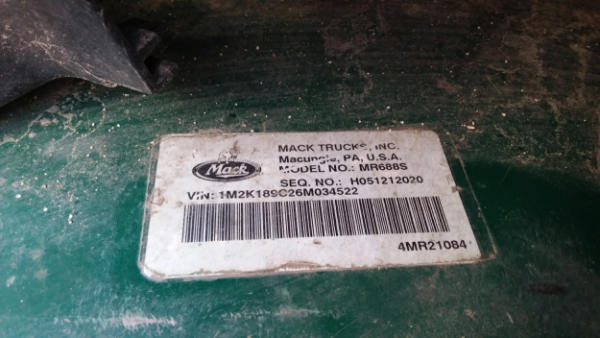 Mack
MACK TRUCKS, INC.
Macungie, PA, U.S.A.
MODEL NO.: MR688S
SEQ. NO.: H051212020
VIN: 1M2K189C26M034522
4MR21084